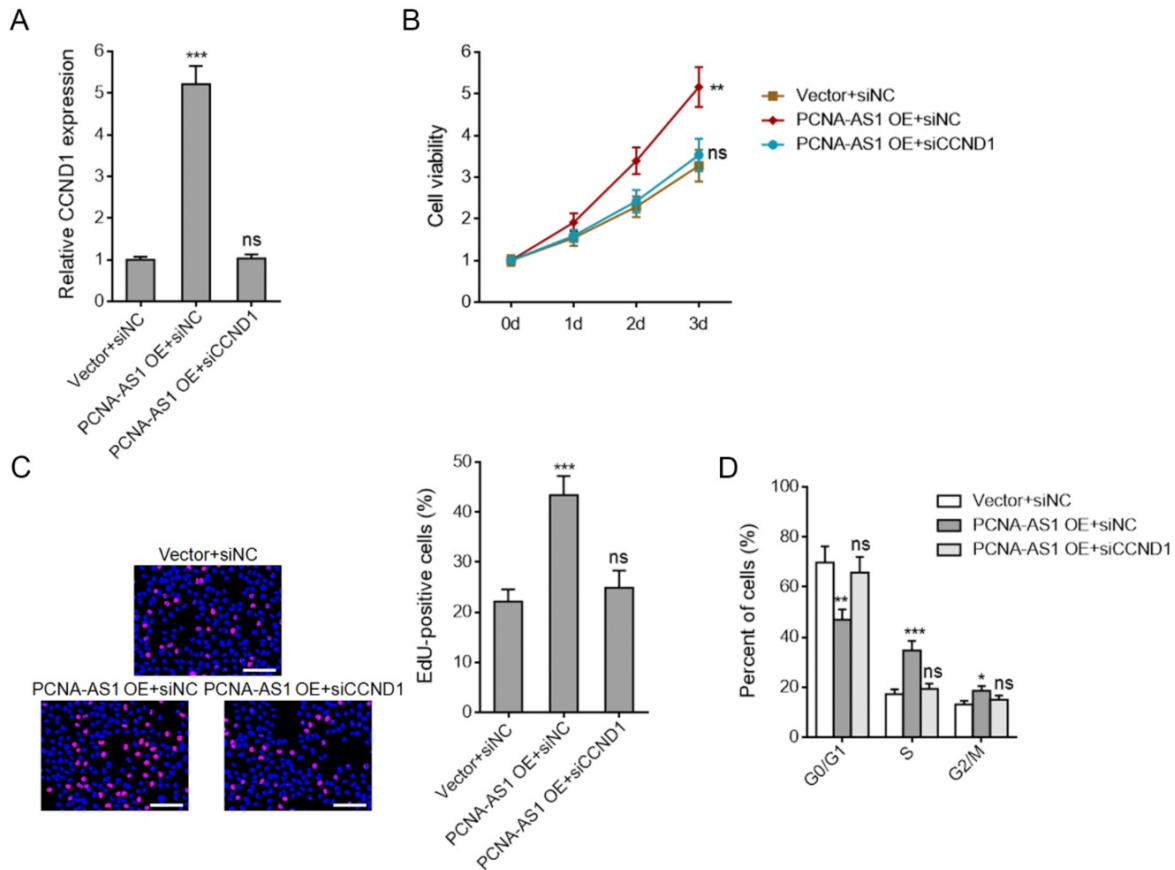 A
Relative CCND1 expression
6
5
4
3
2
1
0
***
ns
Vector+siNC
PCNA-AS1 OE+siNC
PCNA-AS1 OE+siCCND1
B
Cell viability
6
5
4
3
2
1
0
**
ns
0d
1d
2d
3d
Vector+siNC
PCNA-AS1 OE+siNC
PCNA-AS1 OE+siCCND1
C
Vector+siNC
PCNA-AS1 OE+siNC
PCNA-AS1 OE+siCCND1
EdU-positive cells (%)
50
40
30
20
10
0
***
ns
Vector+siNC
PCNA-AS1 OE+siNC
PCNA-AS1 OE+siCCND1
D
Percent of cells (%)
100
80
60
40
20
0
**
ns
***
ns
*
ns
G0/G1
S
G2/M
Vector+siNC
PCNA-AS1 OE+siNC
PCNA-AS1 OE+siCCND1